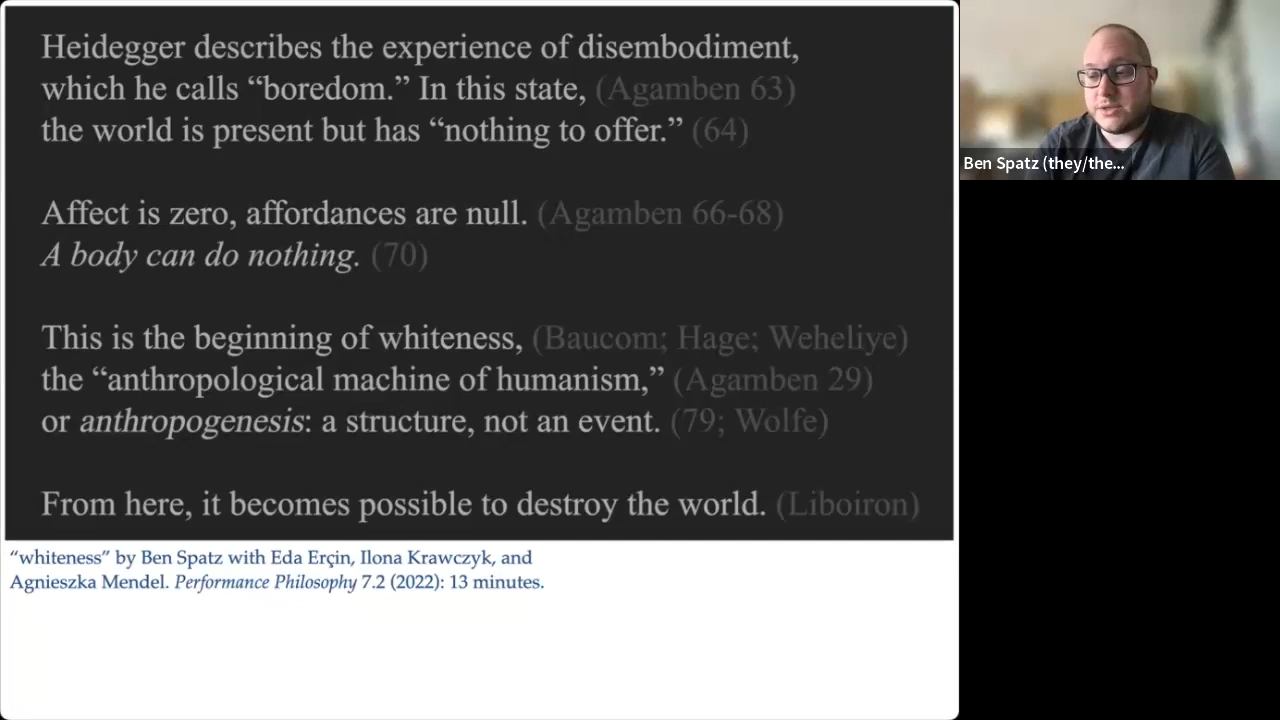 Heidegger describes the experience of disembodiment,
which he calls “boredom.” In this state, (Agamben 63)
the world is present but has “nothing to offer.” (64)
Affect is zero, affordances are null. (Agamben 66-68)
A body can do nothing. (70)
This is the beginning of whiteness, (Baucom; Hage; Weheliye)
the “anthropological machine of humanism,” (Agamben 29)
or anthropogenesis: a structure, not an event. (79; Wolfe)
From here, it becomes possible to destroy the world. (Liboiron)
“whiteness” by Ben Spatz with Eda Erçin, Ilona Krawczyk, and
Agnieszka Mendel. Performance Philosophy 7.2 (2022): 13 minutes.
Ben Spatz (they/the...